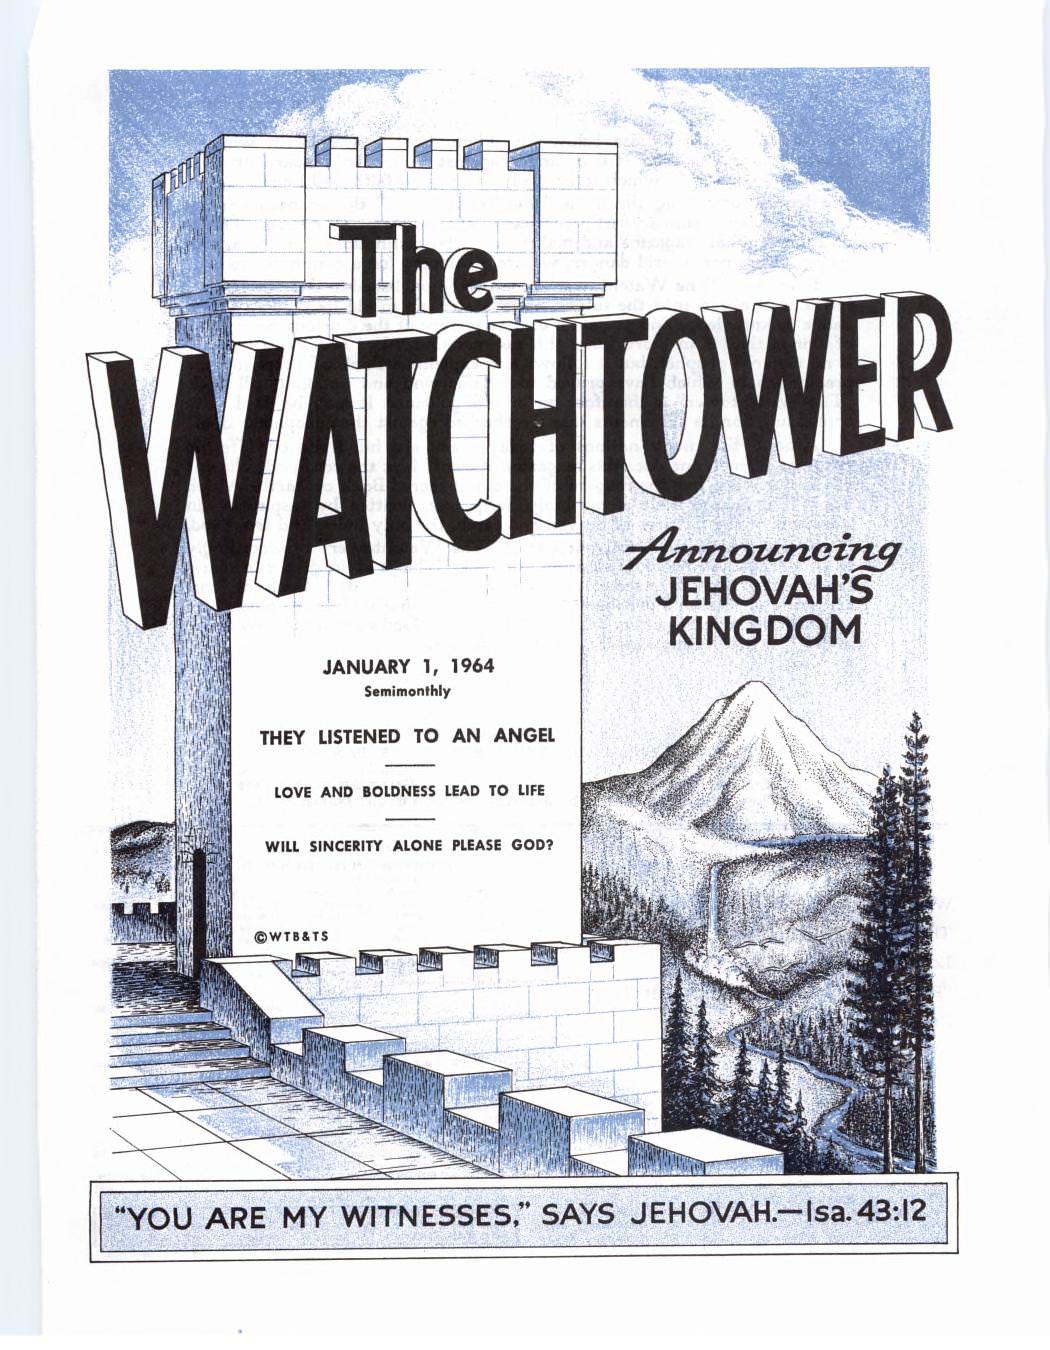 The
WATCHTOWER
Announcing
JEHOVAH'S
KINGDOM
JANUARY 1, 1964
Semimonthly
THEY LISTENED TO AN ANGEL
LOVE AND BOLDNESS LEAD TO LIFE
WILL SINCERITY ALONE PLEASE GOD?
©WTB&TS
"YOU ARE MY WITNESSES," SAYS JEHOVAH.—Isa. 43:12